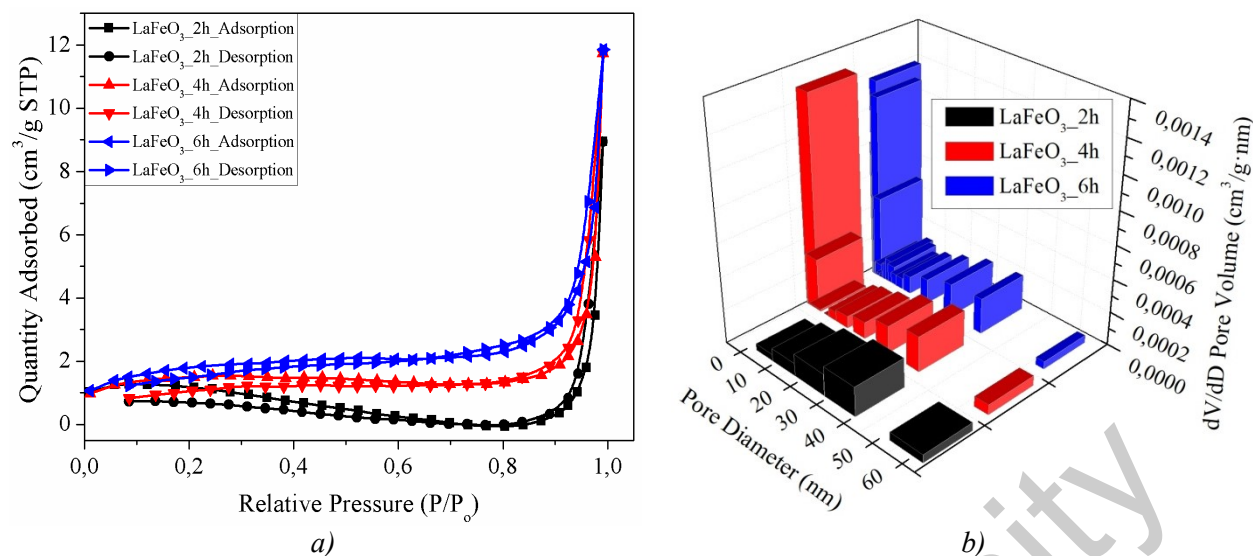 LaFeO₃_2h_Adsorption
LaFeO₃_2h_Desorption
LaFeO₃_4h_Adsorption
LaFeO₃_4h_Desorption
LaFeO₃_6h_Adsorption
LaFeO₃_6h_Desorption
Quantity Adsorbed (cm³/g STP)
12
10
8
6
4
2
0
0,0
0,2
0,4
0,6
0,8
1,0
Relative Pressure (P/Pₒ)
a)
LaFeO₃_2h
LaFeO₃_4h
LaFeO₃_6h
0,0014
0,0012
0,0010
0,0008
0,0006
0,0004
0,0002
0,0000
dV/dD Pore Volume (cm³/g·nm)
0
10
20
30
40
50
60
Pore Diameter (nm)
b)